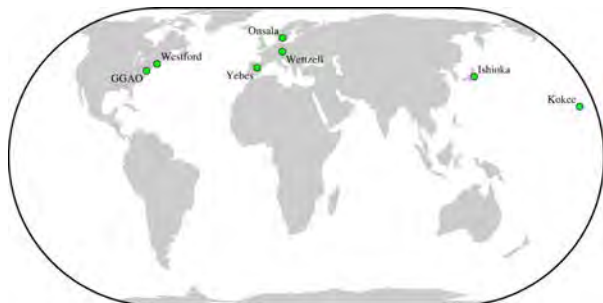 Onsala
Westford
Wettzell
GGAO
Yebes
Ishioka
Kokee